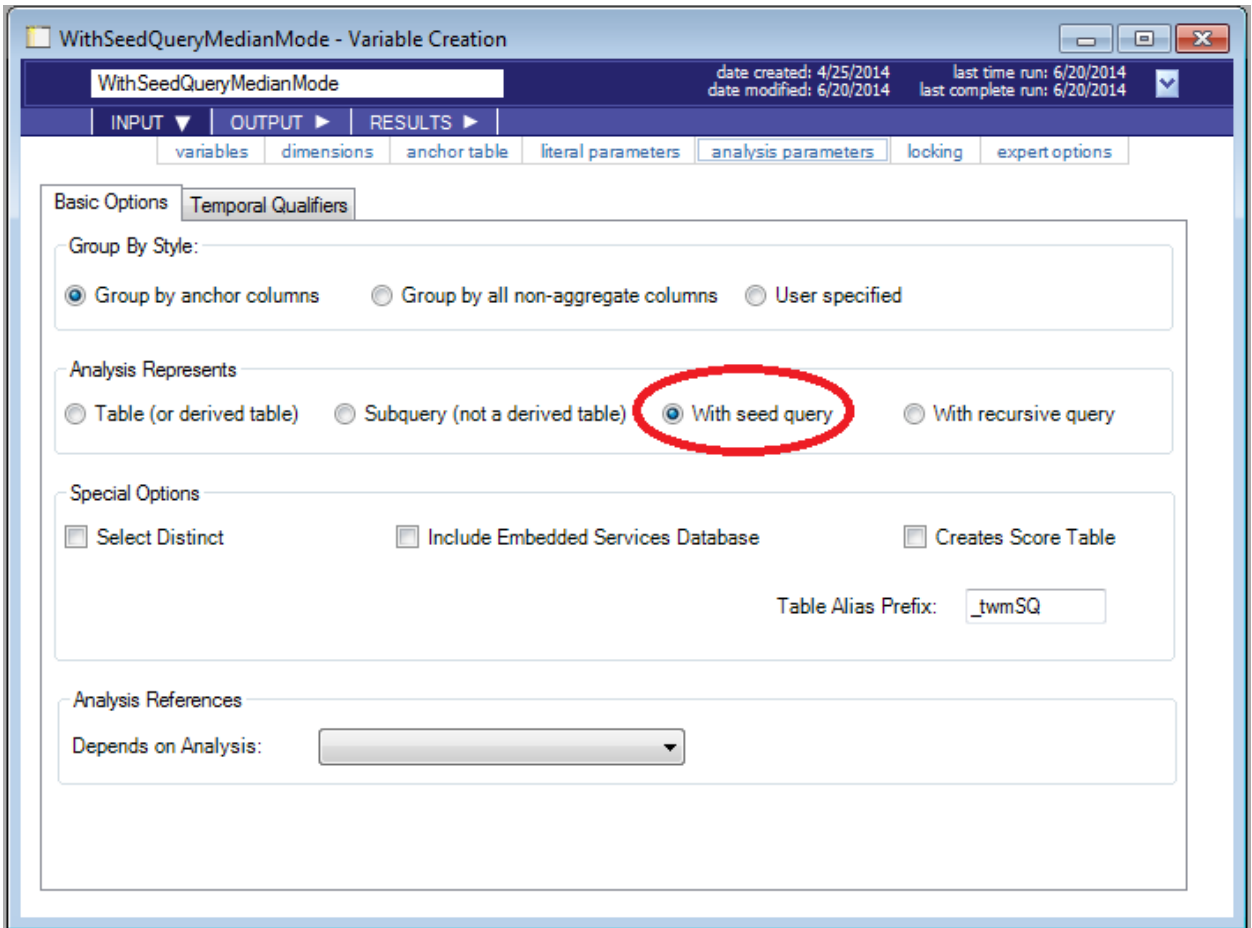 WithSeedQueryMedianMode - Variable Creation
WithSeedQueryMedianMode
date created: 4/25/2014 last time run: 6/20/2014
date modified: 6/20/2014 last complete run: 6/20/2014
INPUT ▼ OUTPUT ► RESULTS ►
variables dimensions anchor table literal parameters analysis parameters locking expert options
Basic Options Temporal Qualifiers
Group By Style:
Group by anchor columns Group by all non-aggregate columns User specified
Analysis Represents
Table (or derived table) Subquery (not a derived table) With seed query With recursive query
Special Options
Select Distinct Include Embedded Services Database Creates Score Table
Table Alias Prefix: _twmSQ
Analysis References
Depends on Analysis: